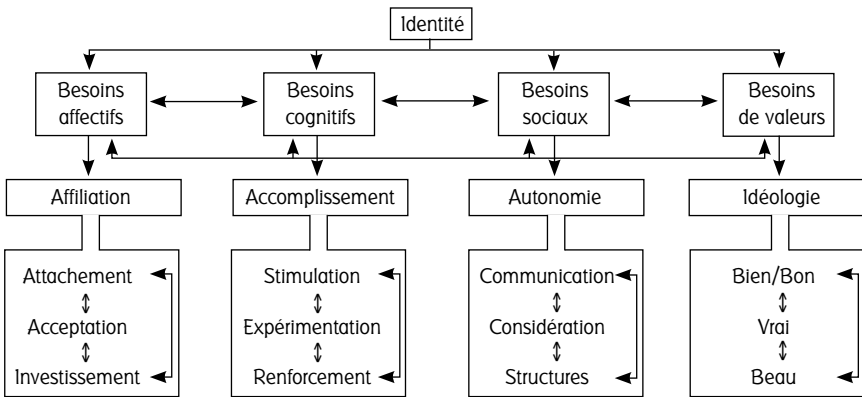 Identité
Besoins
affectifs
Besoins
cognitifs
Besoins
sociaux
Besoins
de valeurs
Affiliation
Accomplissement
Autonomie
Idéologie
Attachement
Acceptation
Investissement
Stimulation
Expérimentation
Renforcement
Communication
Considération
Structures
Bien/Bon
Vrai
Beau